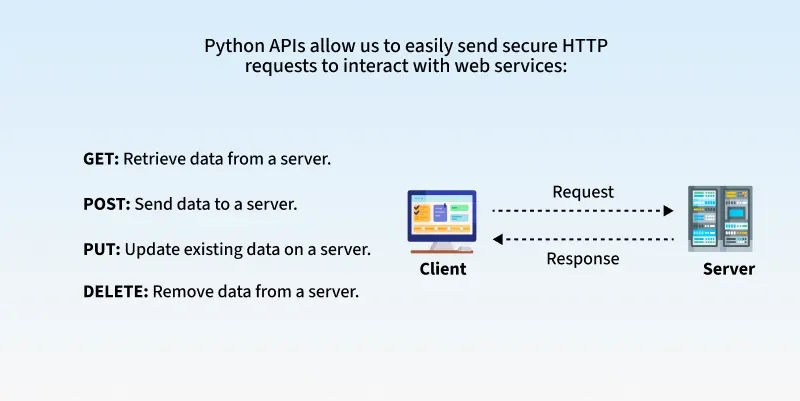 Python APIs allow us to easily send secure HTTP
requests to interact with web services:
GET: Retrieve data from a server.
POST: Send data to a server.
PUT: Update existing data on a server.
DELETE: Remove data from a server.
Request
Response
Client
Server